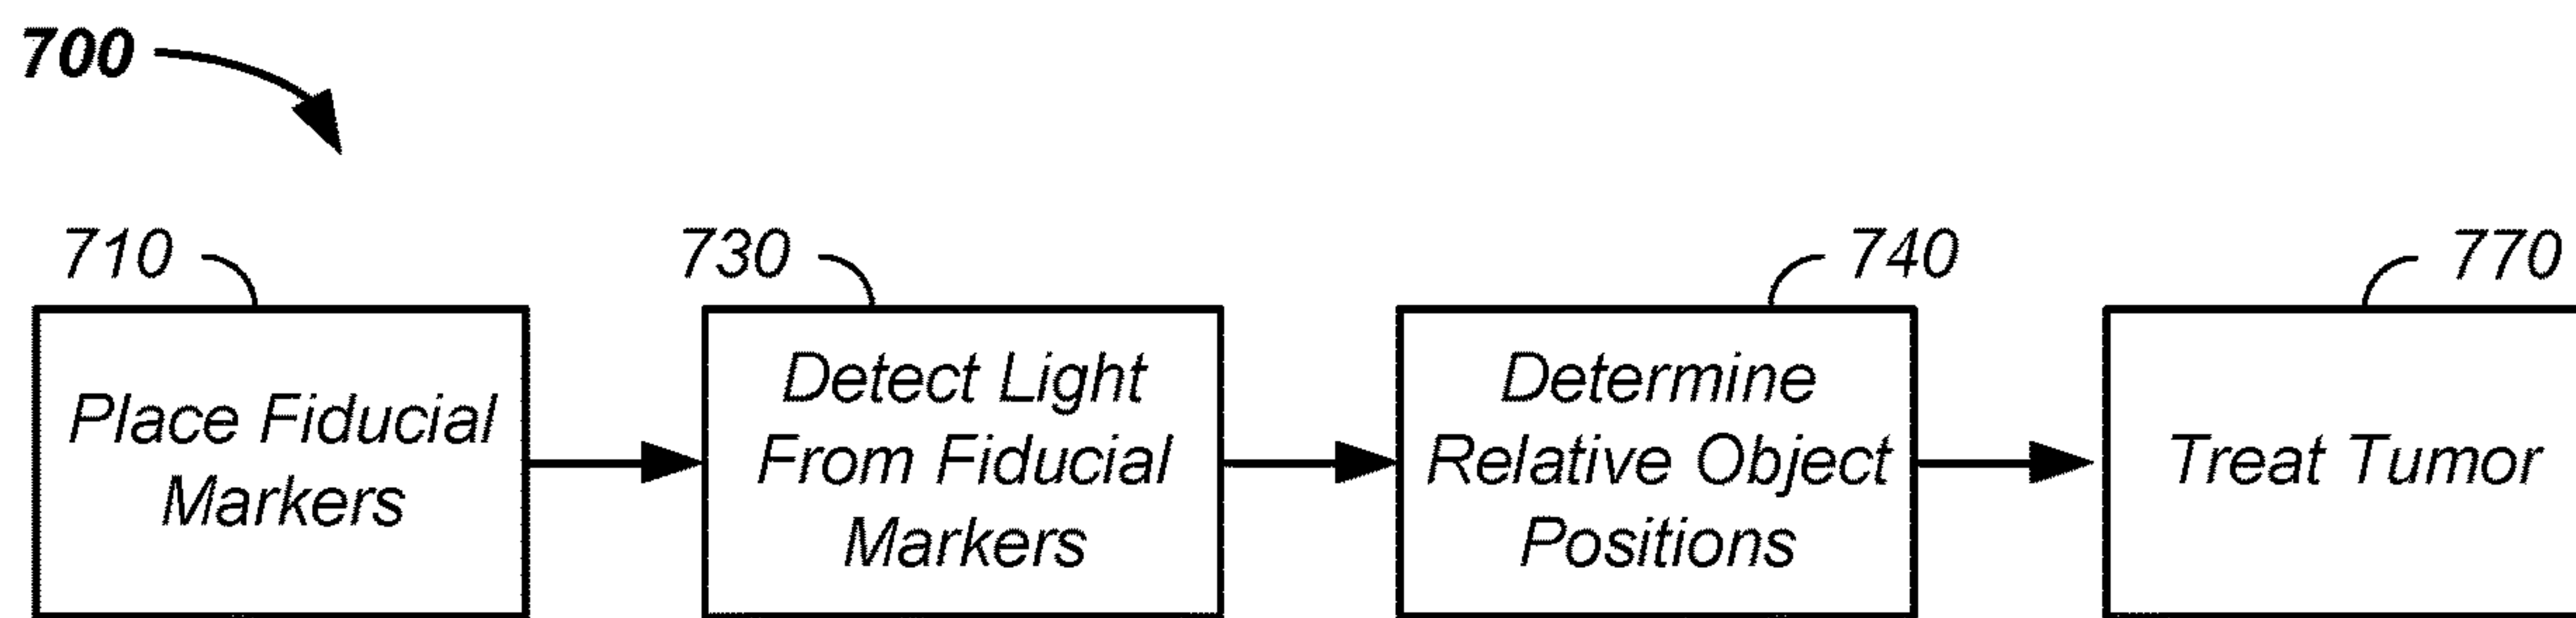 700
710
730
740
770
Place Fiducial
Markers
Detect Light
From Fiducial
Markers
Determine
Relative Object
Positions
Treat Tumor